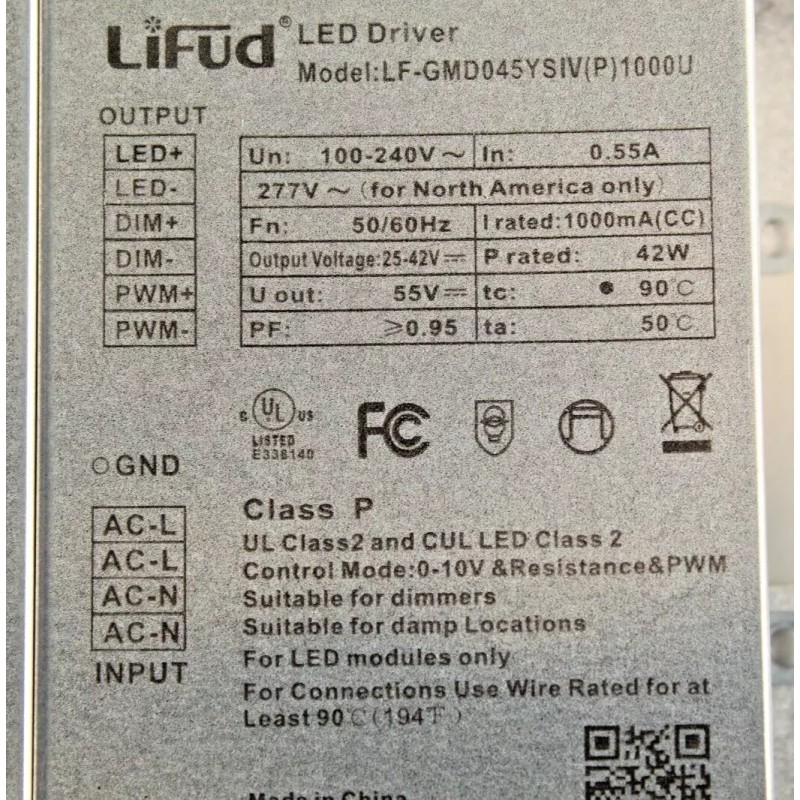 LiFud® LED Driver
Model:LF-GMD045YSIV(P)1000U
OUTPUT
LED+
LED-
DIM+
DIM-
PWM+
PWM-
Un: 100-240V ~ In: 0.55A
277V ~ (for North America only)
Fn: 50/60Hz I rated:1000mA(CC)
Output Voltage:25-42V⎓ P rated: 42W
U out: 55V⎓ tc: ● 90℃
PF: ≥0.95 ta: 50℃
c UL us
LISTED
E338140
FC
GND
AC-L
AC-L
AC-N
AC-N
INPUT
Class P
UL Class2 and CUL LED Class 2
Control Mode:0-10V &Resistance&PWM
Suitable for dimmers
Suitable for damp Locations
For LED modules only
For Connections Use Wire Rated for at
Least 90℃(194℉)
Made in China